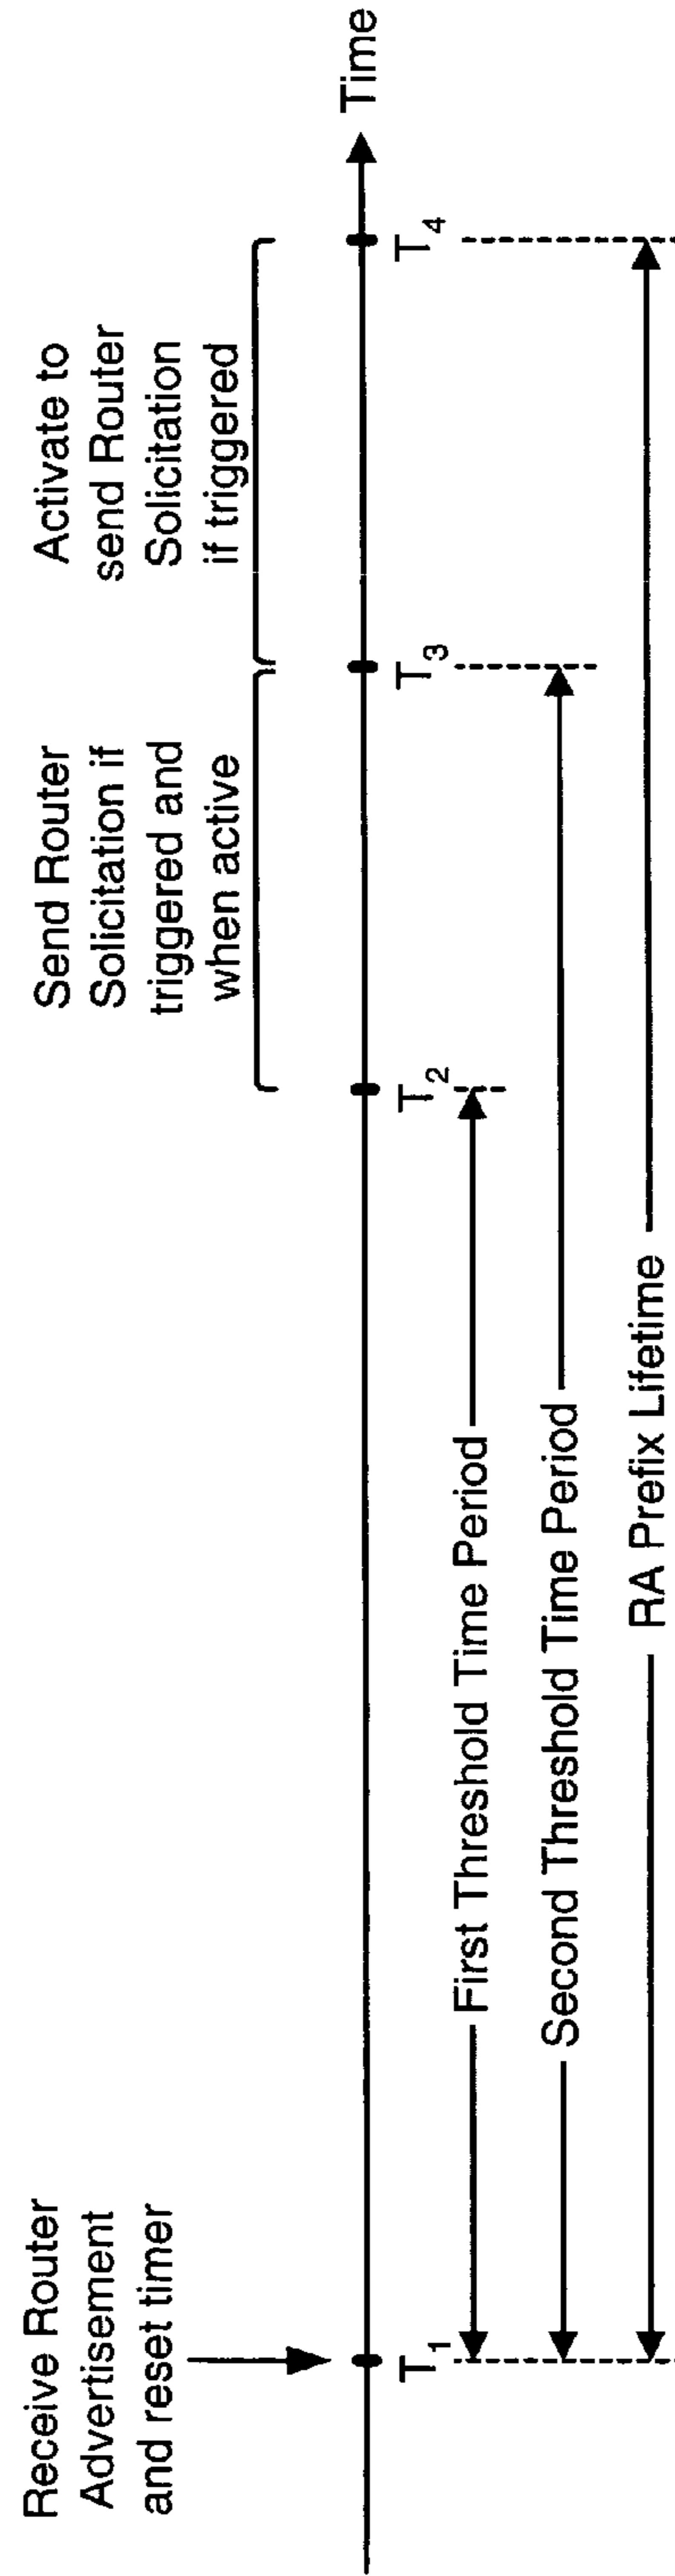 Receive Router
Advertisement
and reset timer
Send Router
Solicitation if
triggered and
when active
Activate to
send Router
Solicitation
if triggered
Time
T1
T2
T3
T4
First Threshold Time Period
Second Threshold Time Period
RA Prefix Lifetime